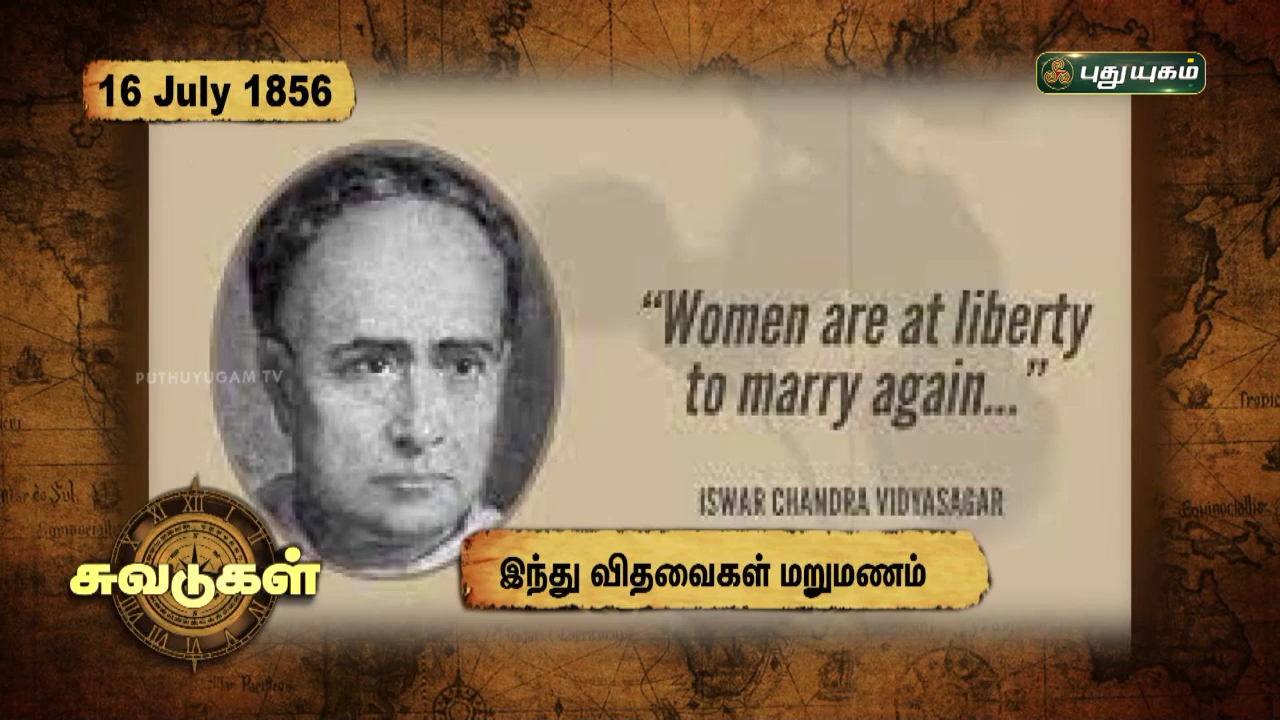 16 July 1856
புதுயுகம்
PUTHUYUGAM TV
“Women are at liberty
to marry again...”
ISWAR CHANDRA VIDYASAGAR
சுவடுகள்
XII
இந்து விதவைகள் மறுமணம்